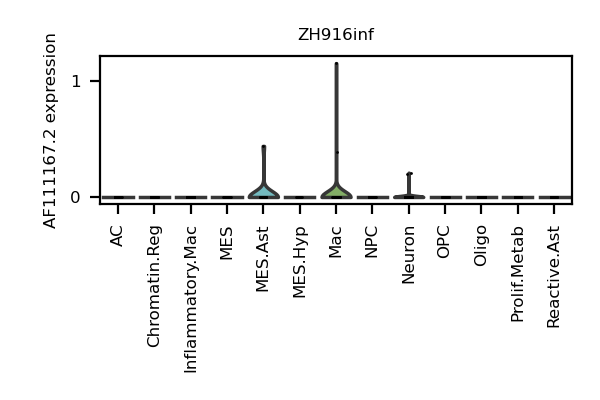 ZH916inf
AF111167.2 expression
1
0
AC
Chromatin.Reg
Inflammatory.Mac
MES
MES.Ast
MES.Hyp
Mac
NPC
Neuron
OPC
Oligo
Prolif.Metab
Reactive.Ast